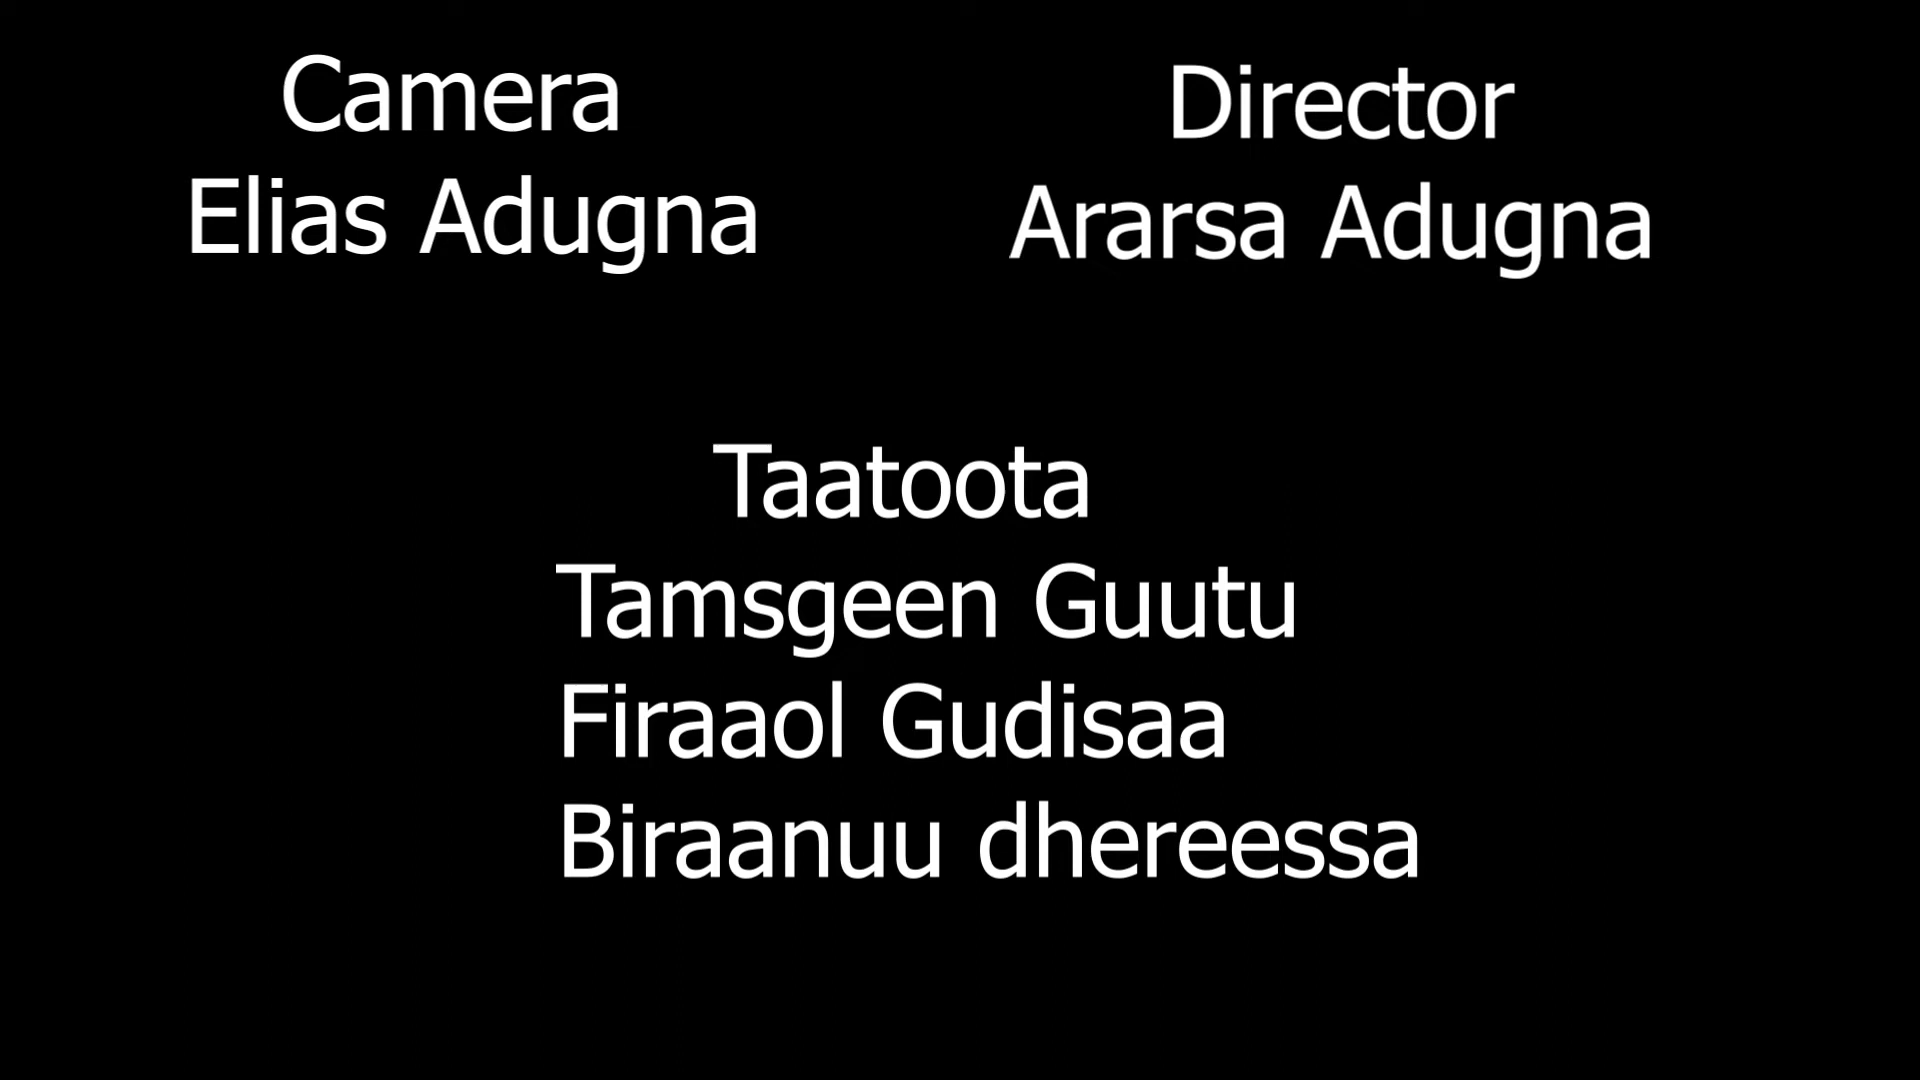 Camera
Elias Adugna
Director
Ararsa Adugna
Taatoota
Tamsgeen Guutu
Firaaol Gudisaa
Biraanuu dhereessa